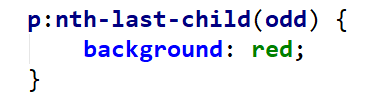 p:nth-last-child(odd) {
    background: red;
}